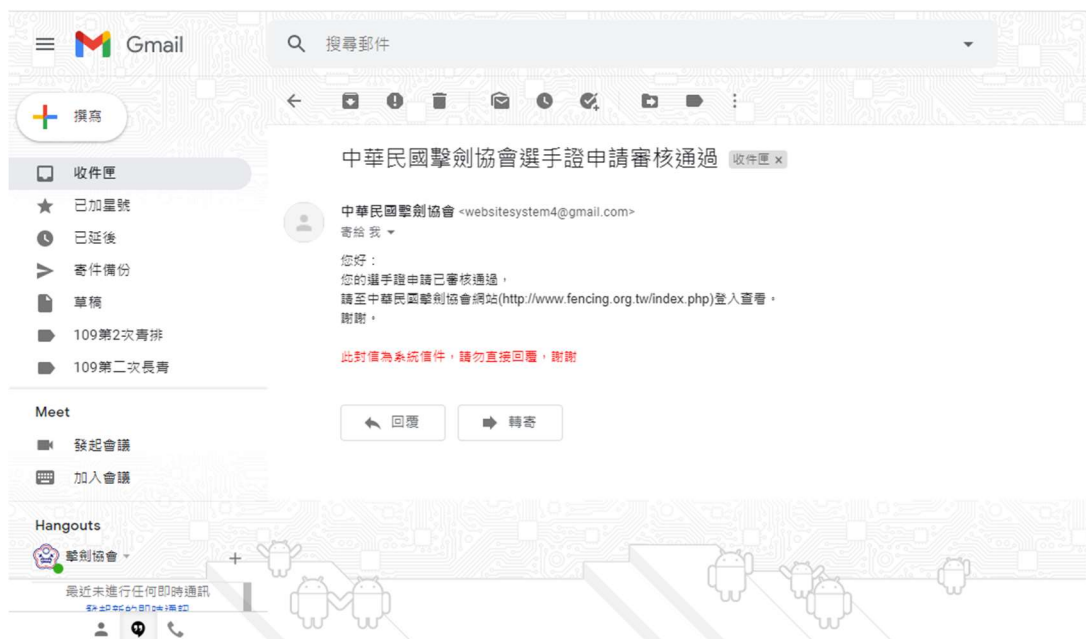 Gmail
搜尋郵件
撰寫
收件匣
已加星號
已延後
寄件備份
草稿
109第2次青排
109第二次長青
Meet
發起會議
加入會議
Hangouts
擊劍協會
最近未進行任何即時通訊
發起新的即時通訊
中華民國擊劍協會選手證申請審核通過 收件匣 x
中華民國擊劍協會 <websitesystem4@gmail.com>
寄給 我
您好：
您的選手證申請已審核通過，
請至中華民國擊劍協會網站(http://www.fencing.org.tw/index.php)登入查看。
謝謝。
此封信為系統信件，請勿直接回覆，謝謝
回覆
轉寄